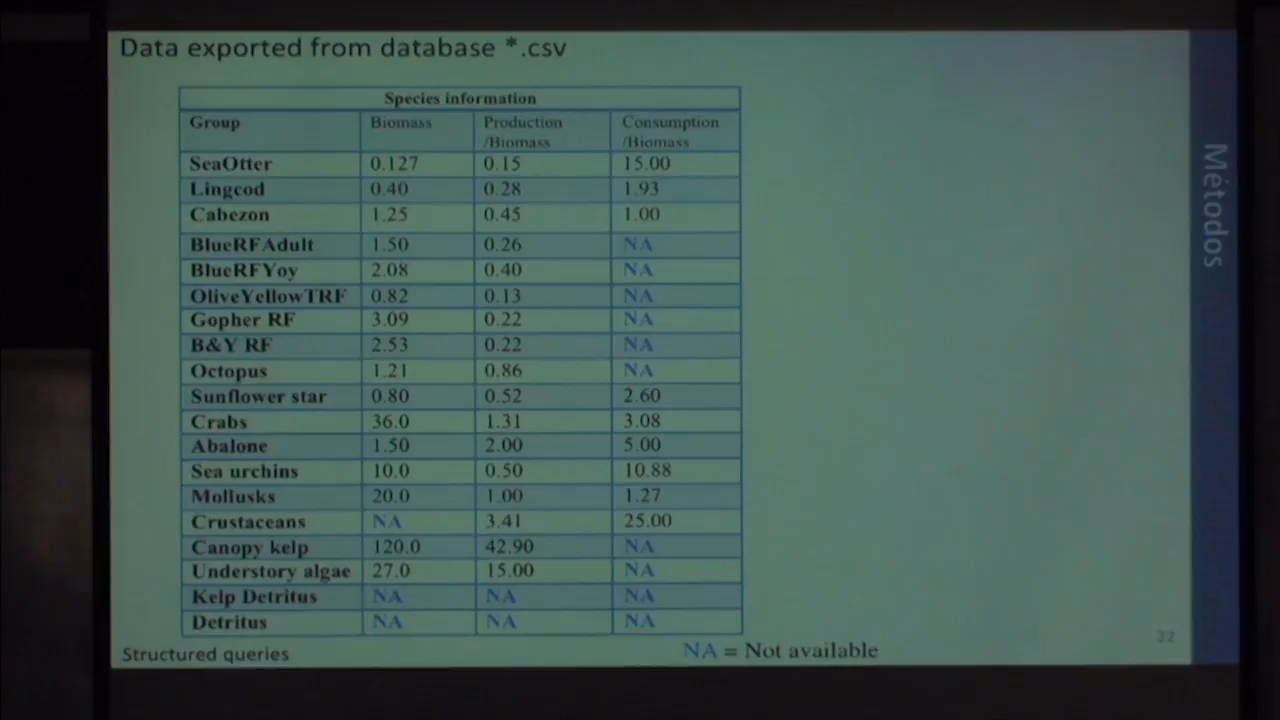 Data exported from database *.csv
Species information
Group Biomass Production /Biomass Consumption /Biomass
SeaOtter 0.127 0.15 15.00
Lingcod 0.40 0.28 1.93
Cabezon 1.25 0.45 1.00
BlueRFAdult 1.50 0.26 NA
BlueRFYoy 2.08 0.40 NA
OliveYellowTRF 0.82 0.13 NA
Gopher RF 3.09 0.22 NA
B&Y RF 2.53 0.22 NA
Octopus 1.21 0.86 NA
Sunflower star 0.80 0.52 2.60
Crabs 36.0 1.31 3.08
Abalone 1.50 2.00 5.00
Sea urchins 10.0 0.50 10.88
Mollusks 20.0 1.00 1.27
Crustaceans NA 3.41 25.00
Canopy kelp 120.0 42.90 NA
Understory algae 27.0 15.00 NA
Kelp Detritus NA NA NA
Detritus NA NA NA
Structured queries
NA = Not available
22
Métodos